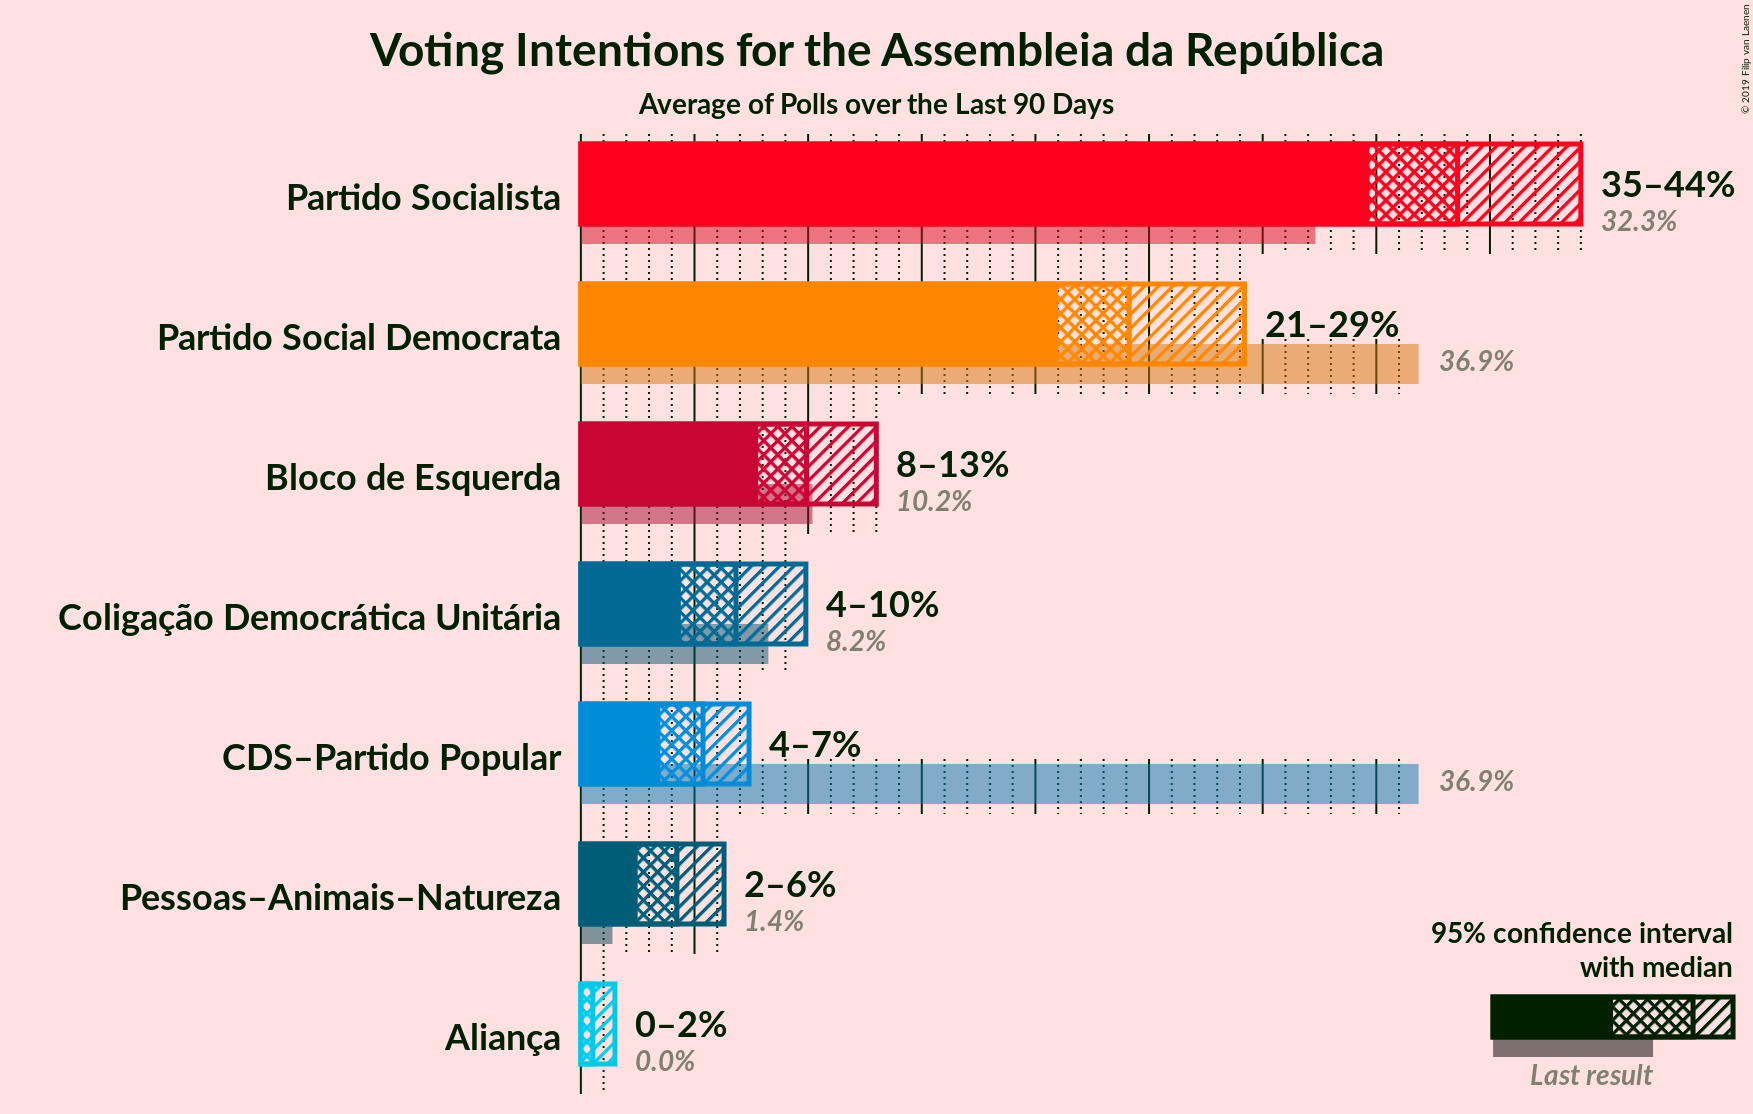 Voting Intentions for the Assembleia da República
Average of Polls over the Last 90 Days
© 2019 Filip van Laenen
Partido Socialista
35–44%
32.3%
Partido Social Democrata
21–29%
36.9%
Bloco de Esquerda
8–13%
10.2%
Coligação Democrática Unitária
4–10%
8.2%
CDS–Partido Popular
4–7%
36.9%
Pessoas–Animais–Natureza
2–6%
1.4%
Aliança
0–2%
0.0%
95% confidence interval
with median
Last result